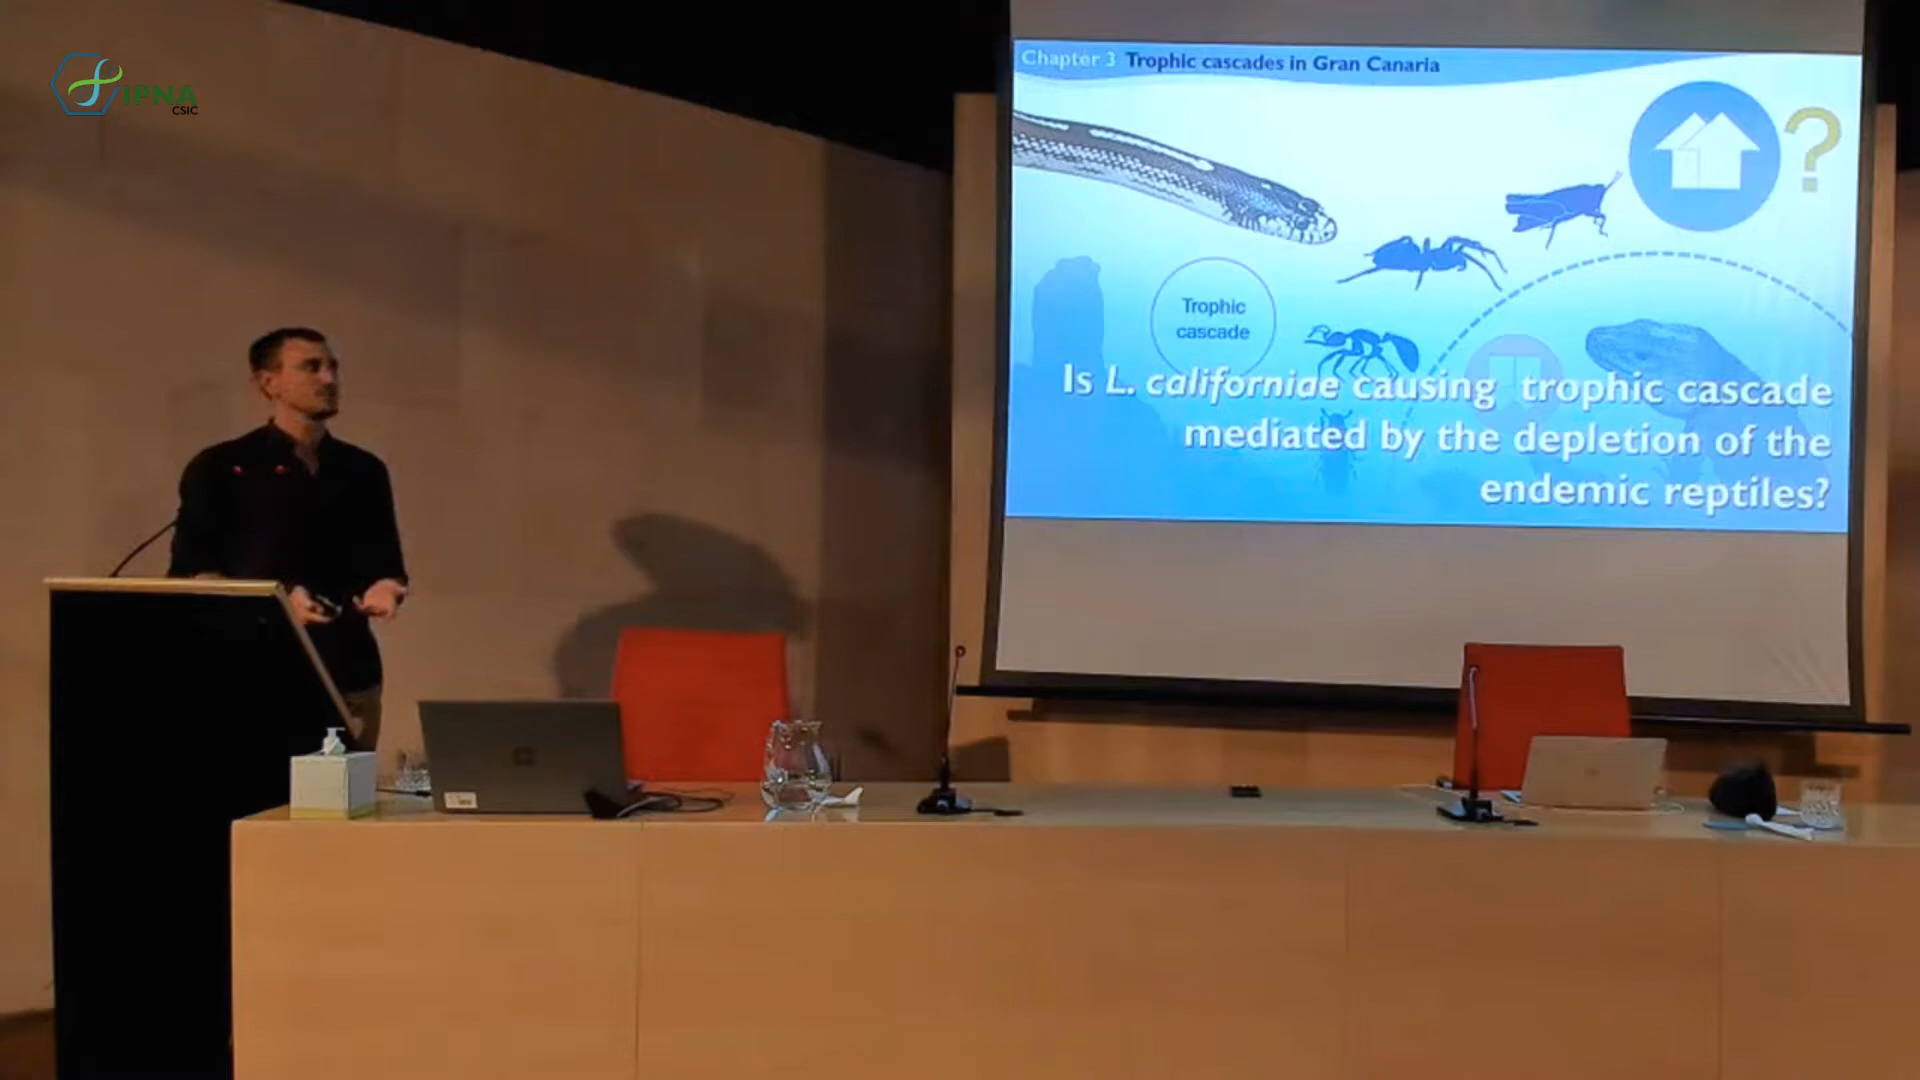 IPNA
CSIC
Chapter 3 Trophic cascades in Gran Canaria
?
Trophic
cascade
Is L. californiae causing trophic cascade
mediated by the depletion of the
endemic reptiles?